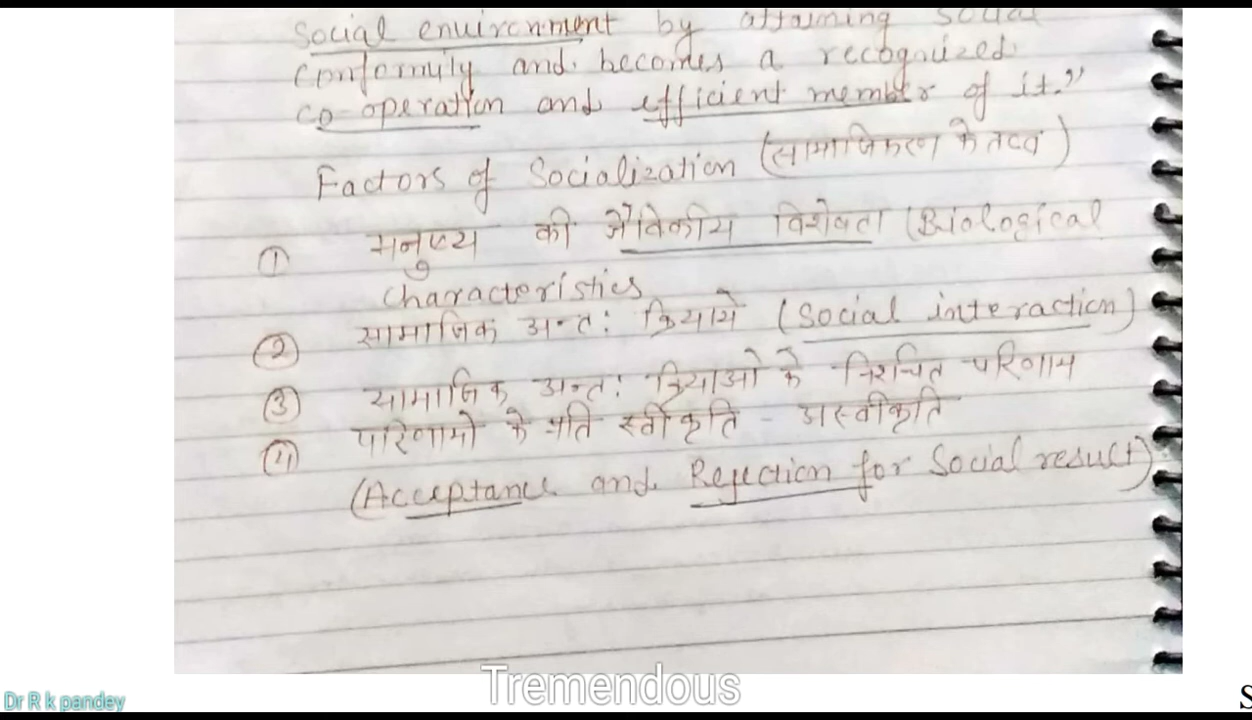 social enuironment by attaining social
conformity and becomes a recognized
co-operation and efficient member of it."
Factors of Socialization (सामाजिकरण के तत्व)
① मनुष्य की जैविकीय विशेषता (Biological
Characteristics
② सामाजिक अन्त: क्रियाये (Social interaction)
③ सामाजिक अन्त: क्रियाओ के निश्चित परिणाम
④ परिणामो के प्रति स्वीकृति - अस्वीकृति
(Acceptance and Rejection for Social result)
Tremendous
Dr R k pandey
S